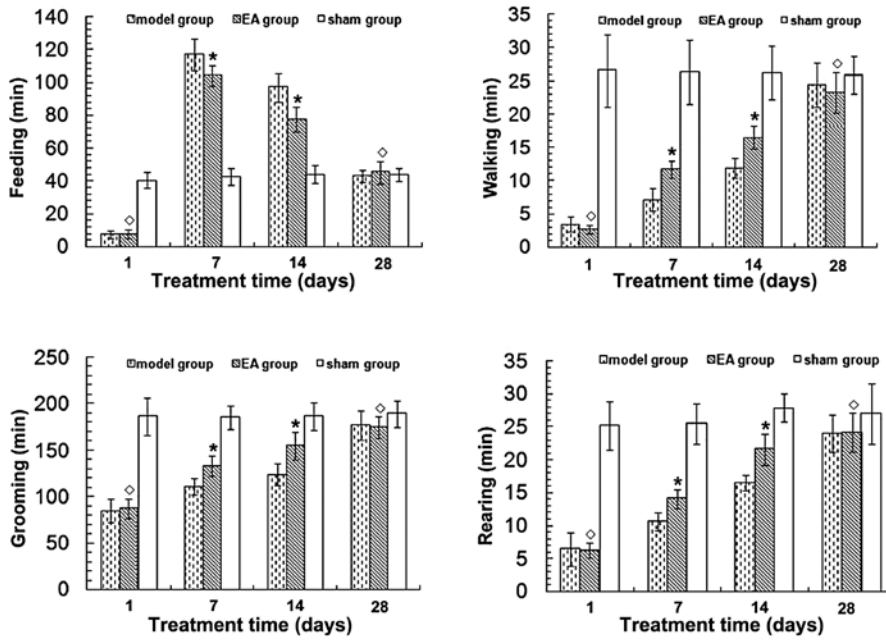 model group EA group sham group
140
120
100
80
60
40
20
0
Feeding (min)
* * ◇ ◇
1 7 14 28
Treatment time (days)
model group EA group sham group
35
30
25
20
15
10
5
0
Walking (min)
◇ * * ◇
1 7 14 28
Treatment time (days)
model group EA group sham group
250
200
150
100
50
0
Grooming (min)
◇ * * ◇
1 7 14 28
Treatment time (days)
model group EA group sham group
35
30
25
20
15
10
5
0
Rearing (min)
◇ * * ◇
1 7 14 28
Treatment time (days)